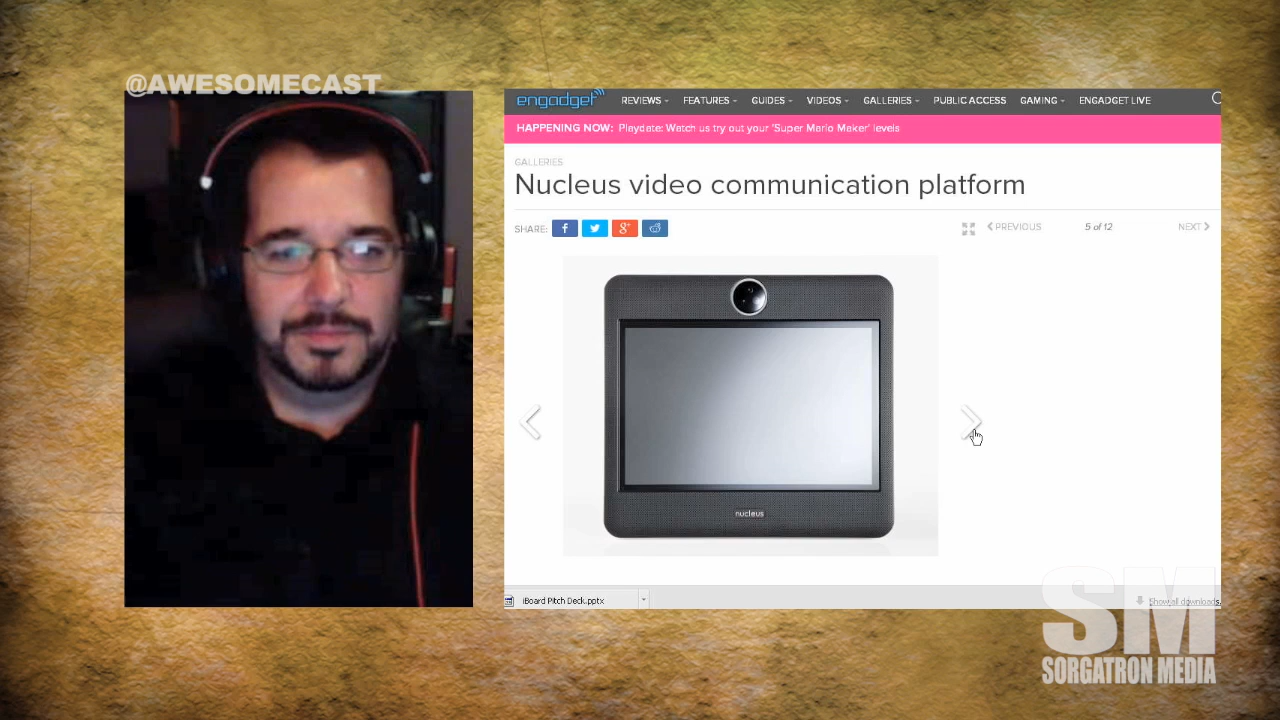 @AWESOMECAST
engadget
REVIEWS FEATURES GUIDES VIDEOS GALLERIES PUBLIC ACCESS GAMING ENGADGET LIVE
HAPPENING NOW: Playdate: Watch us try out your 'Super Mario Maker' levels
GALLERIES
Nucleus video communication platform
SHARE:
PREVIOUS 5 of 12 NEXT
nucleus
iBoard Pitch Deck.pptx
Show all downloads.
SM
SORGATRON MEDIA